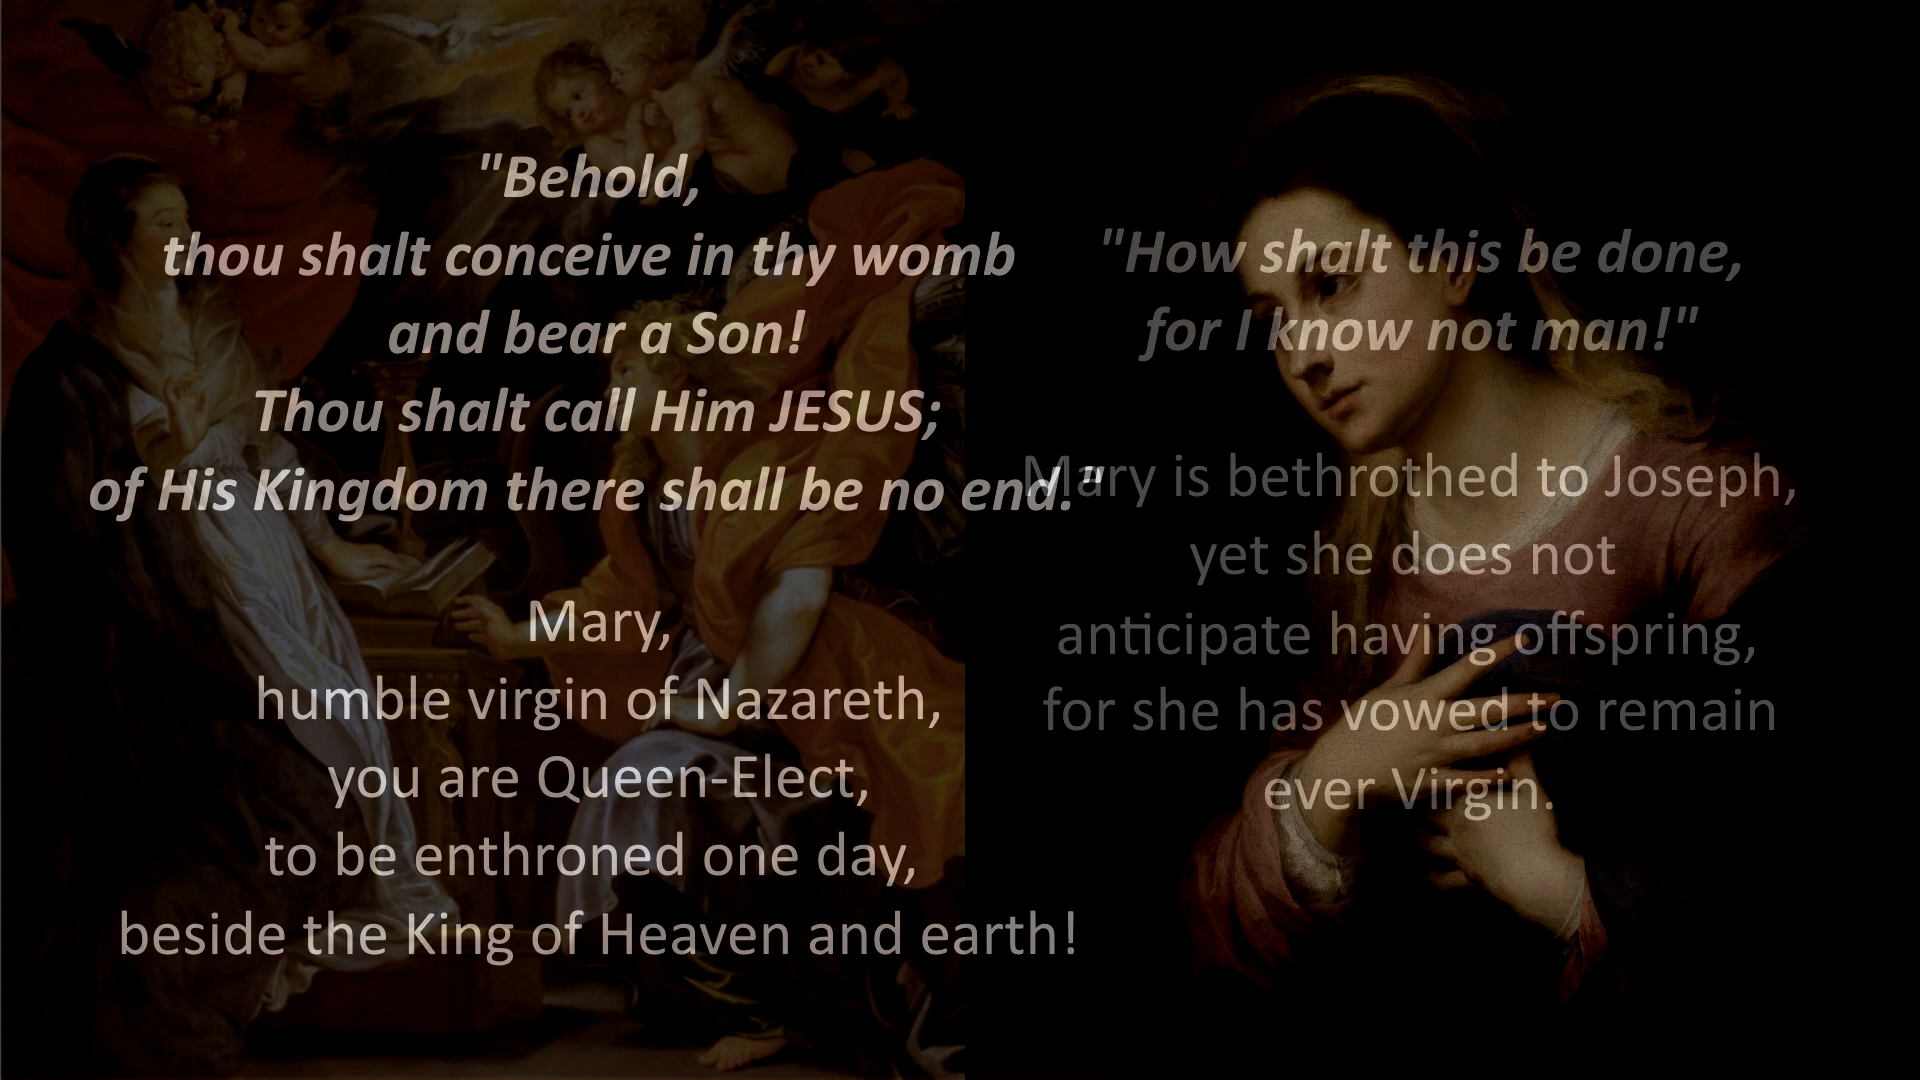 "Behold,
thou shalt conceive in thy womb
and bear a Son!
Thou shalt call Him JESUS;
of His Kingdom there shall be no end."
Mary,
humble virgin of Nazareth,
you are Queen-Elect,
to be enthroned one day,
beside the King of Heaven and earth!
"How shalt this be done,
for I know not man!"
Mary is bethrothed to Joseph,
yet she does not
anticipate having offspring,
for she has vowed to remain
ever Virgin.